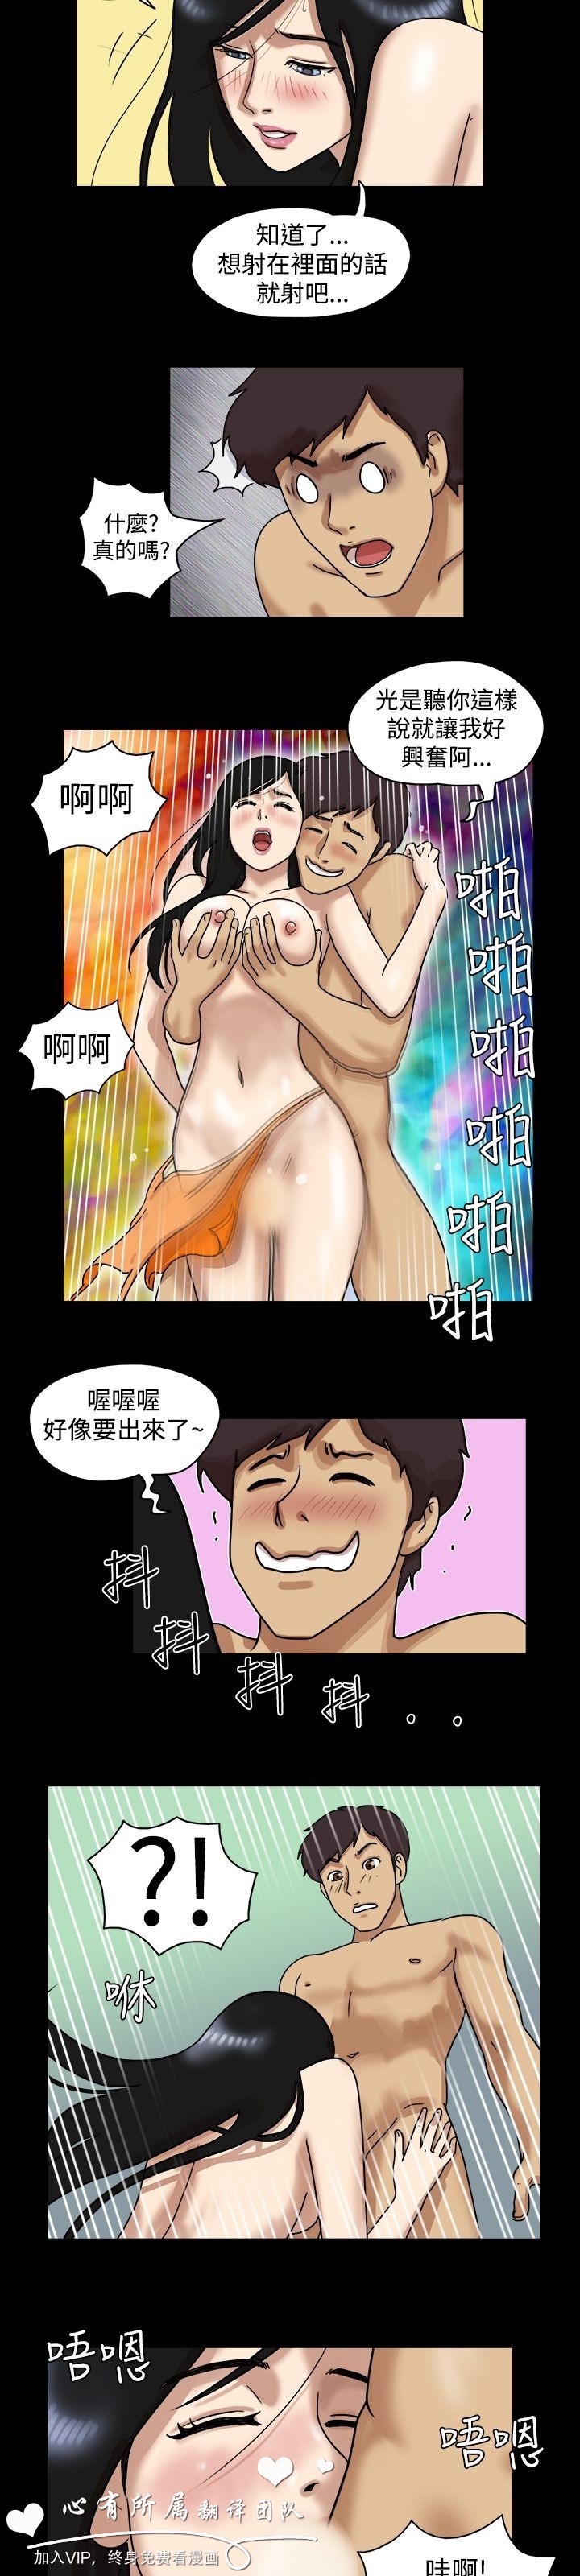 知道了...
想射在裡面的話
就射吧...
什麼?
真的嗎?
光是聽你這樣
說就讓我好
興奮阿...
啊啊
啊啊
啪
啪
啪
啪
啪
啪
喔喔喔
好像要出來了~
抖
抖
抖
抖
?!
咻
唔嗯
唔嗯
心有所属翻译团队
加入VIP，终身免费看漫画
哇啊!